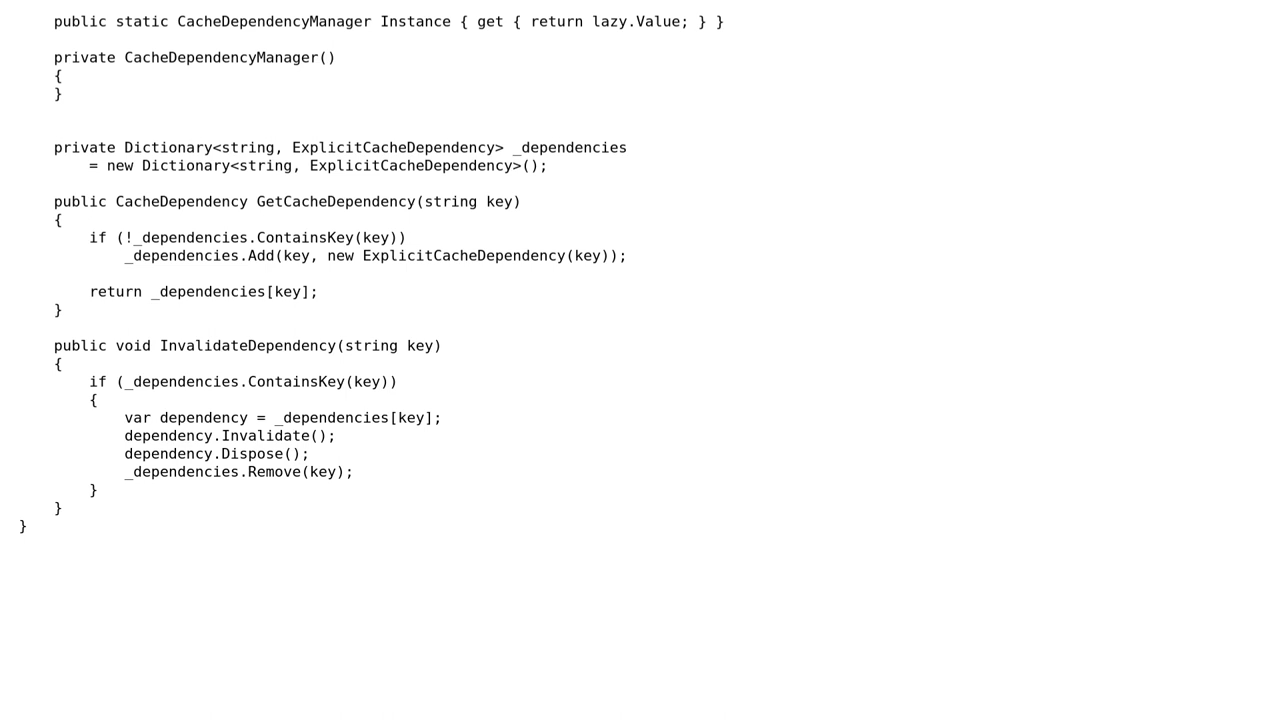 public static CacheDependencyManager Instance { get { return lazy.Value; } }
private CacheDependencyManager()
{
}
private Dictionary<string, ExplicitCacheDependency> _dependencies
= new Dictionary<string, ExplicitCacheDependency>();
public CacheDependency GetCacheDependency(string key)
{
if (!_dependencies.ContainsKey(key))
_dependencies.Add(key, new ExplicitCacheDependency(key));
return _dependencies[key];
}
public void InvalidateDependency(string key)
{
if (_dependencies.ContainsKey(key))
{
var dependency = _dependencies[key];
dependency.Invalidate();
dependency.Dispose();
_dependencies.Remove(key);
}
}
}